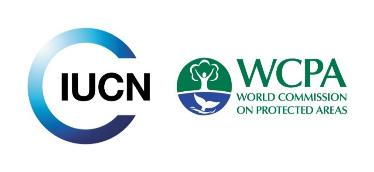 IUCN
WCPA
WORLD COMMISSION
ON PROTECTED AREAS